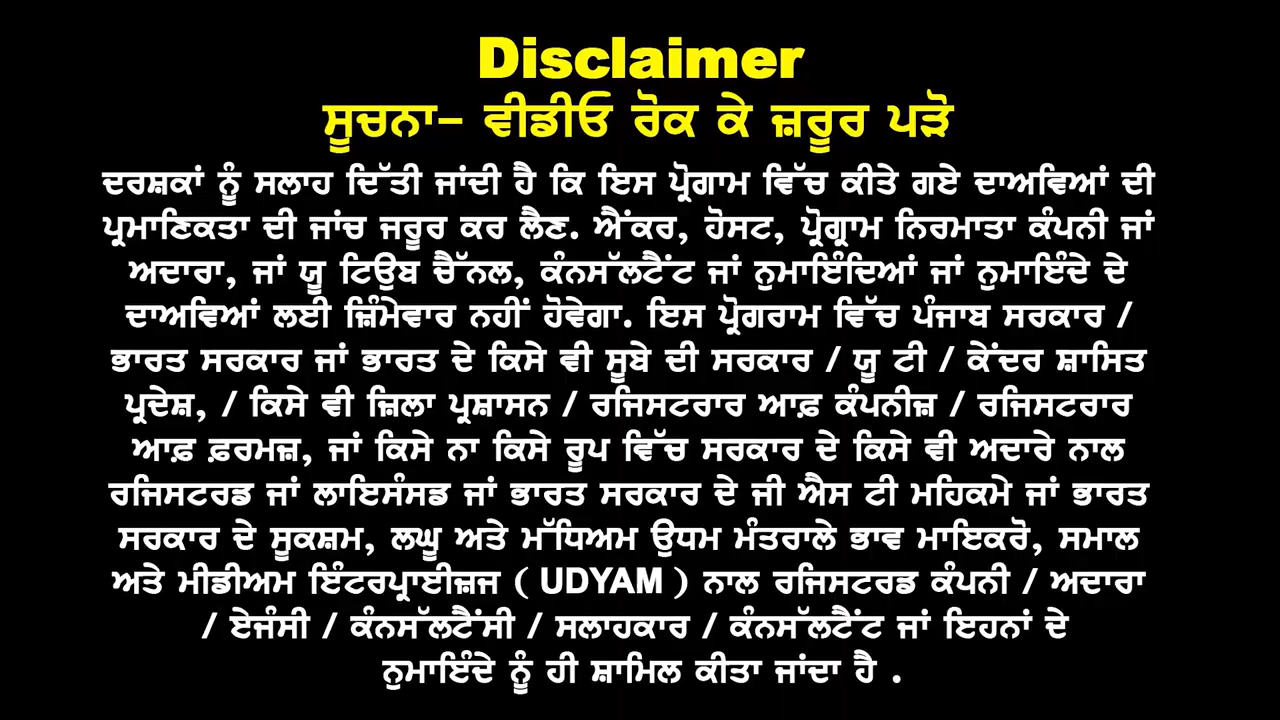 Disclaimer
ਸੂਚਨਾ- ਵੀਡੀਓ ਰੋਕ ਕੇ ਜ਼ਰੂਰ ਪੜੋ
ਦਰਸ਼ਕਾਂ ਨੂੰ ਸਲਾਹ ਦਿੱਤੀ ਜਾਂਦੀ ਹੈ ਕਿ ਇਸ ਪ੍ਰੋਗਾਮ ਵਿੱਚ ਕੀਤੇ ਗਏ ਦਾਅਵਿਆਂ ਦੀ
ਪ੍ਰਮਾਣਿਕਤਾ ਦੀ ਜਾਂਚ ਜਰੂਰ ਕਰ ਲੈਣ. ਐਂਕਰ, ਹੋਸਟ, ਪ੍ਰੋਗ੍ਰਾਮ ਨਿਰਮਾਤਾ ਕੰਪਨੀ ਜਾਂ
ਅਦਾਰਾ, ਜਾਂ ਯੂ ਟਿਉਬ ਚੈੱਨਲ, ਕੰਨਸੱਲਟੈਂਟ ਜਾਂ ਨੁਮਾਇੰਦਿਆਂ ਜਾਂ ਨੁਮਾਇੰਦੇ ਦੇ
ਦਾਅਵਿਆਂ ਲਈ ਜ਼ਿੰਮੇਵਾਰ ਨਹੀਂ ਹੋਵੇਗਾ. ਇਸ ਪ੍ਰੋਗਰਾਮ ਵਿੱਚ ਪੰਜਾਬ ਸਰਕਾਰ /
ਭਾਰਤ ਸਰਕਾਰ ਜਾਂ ਭਾਰਤ ਦੇ ਕਿਸੇ ਵੀ ਸੂਬੇ ਦੀ ਸਰਕਾਰ / ਯੂ ਟੀ / ਕੇਂਦਰ ਸ਼ਾਸਿਤ
ਪ੍ਰਦੇਸ਼, / ਕਿਸੇ ਵੀ ਜ਼ਿਲਾ ਪ੍ਰਸ਼ਾਸਨ / ਰਜਿਸਟਰਾਰ ਆਫ਼ ਕੰਪਨੀਜ਼ / ਰਜਿਸਟਰਾਰ
ਆਫ਼ ਫ਼ਰਮਜ਼, ਜਾਂ ਕਿਸੇ ਨਾ ਕਿਸੇ ਰੂਪ ਵਿੱਚ ਸਰਕਾਰ ਦੇ ਕਿਸੇ ਵੀ ਅਦਾਰੇ ਨਾਲ
ਰਜਿਸਟਰਡ ਜਾਂ ਲਾਇਸੰਸਡ ਜਾਂ ਭਾਰਤ ਸਰਕਾਰ ਦੇ ਜੀ ਐਸ ਟੀ ਮਹਿਕਮੇ ਜਾਂ ਭਾਰਤ
ਸਰਕਾਰ ਦੇ ਸੂਕਸ਼ਮ, ਲਘੂ ਅਤੇ ਮੱਧਿਅਮ ਉਧਮ ਮੰਤਰਾਲੇ ਭਾਵ ਮਾਇਕਰੋ, ਸਮਾਲ
ਅਤੇ ਮੀਡੀਅਮ ਇੰਟਰਪ੍ਰਾਈਜ਼ਜ ( UDYAM ) ਨਾਲ ਰਜਿਸਟਰਡ ਕੰਪਨੀ / ਅਦਾਰਾ
/ ਏਜੰਸੀ / ਕੰਨਸੱਲਟੈਂਸੀ / ਸਲਾਹਕਾਰ / ਕੰਨਸੱਲਟੈਂਟ ਜਾਂ ਇਹਨਾਂ ਦੇ
ਨੁਮਾਇੰਦੇ ਨੂੰ ਹੀ ਸ਼ਾਮਿਲ ਕੀਤਾ ਜਾਂਦਾ ਹੈ .